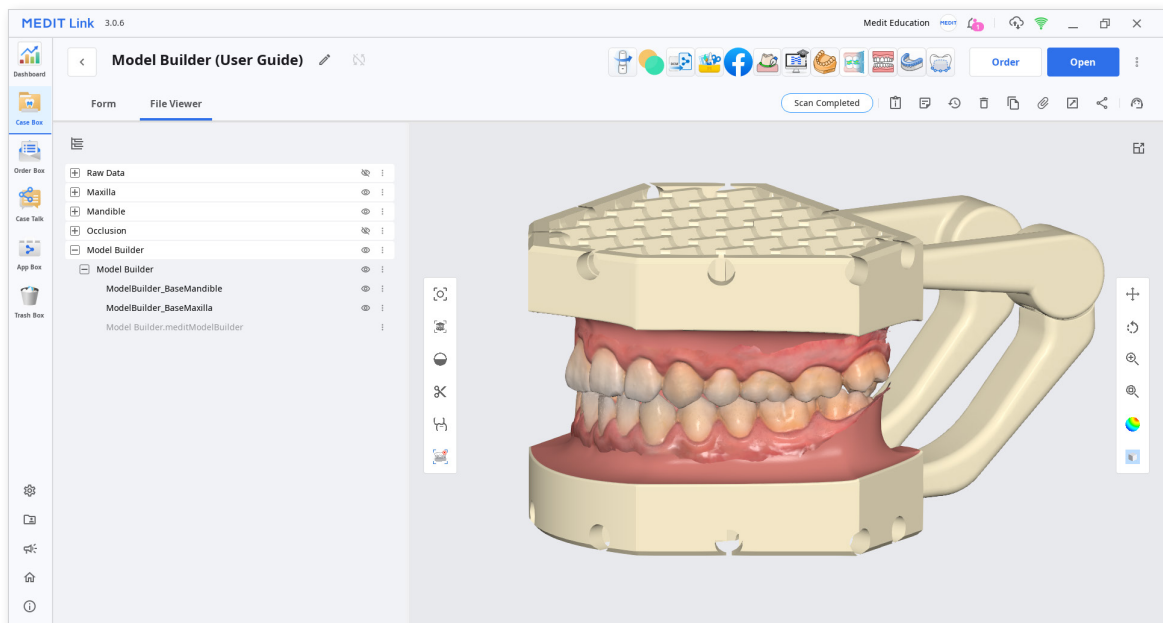 MEDIT Link 3.0.6
Medit Education MEDIT 1
Model Builder (User Guide)
Order
Open
Form
File Viewer
Scan Completed
Dashboard
Case Box
Order Box
Case Talk
App Box
Trash Box
Raw Data
Maxilla
Mandible
Occlusion
Model Builder
Model Builder
ModelBuilder_BaseMandible
ModelBuilder_BaseMaxilla
Model Builder.meditModelBuilder